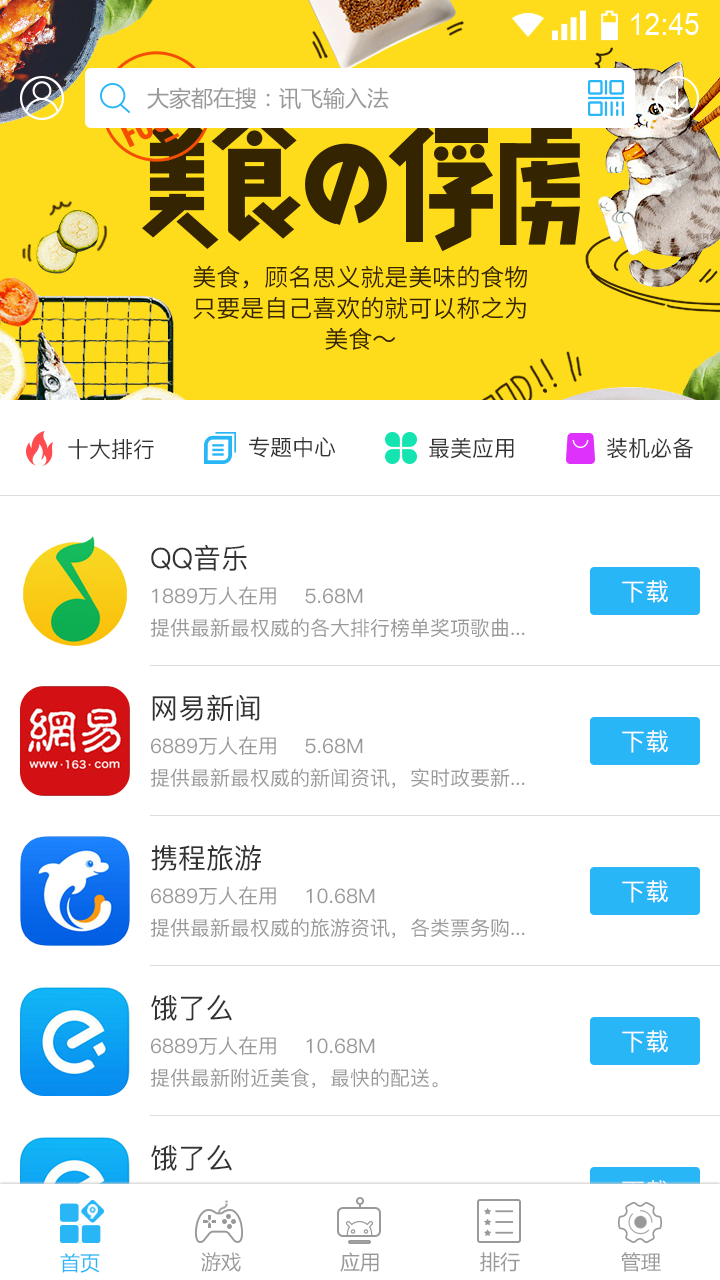 12:45
大家都在搜：讯飞输入法
美食の俘虏
美食，顾名思义就是美味的食物
只要是自己喜欢的就可以称之为
美食～
十大排行
专题中心
最美应用
装机必备
QQ音乐
1889万人在用 5.68M
提供最新最权威的各大排行榜单奖项歌曲...
下载
網易
www·163·com
网易新闻
6889万人在用 5.68M
提供最新最权威的新闻资讯，实时政要新...
下载
携程旅游
6889万人在用 10.68M
提供最新最权威的旅游资讯，各类票务购...
下载
饿了么
6889万人在用 10.68M
提供最新附近美食，最快的配送。
下载
饿了么
首页
游戏
应用
排行
管理